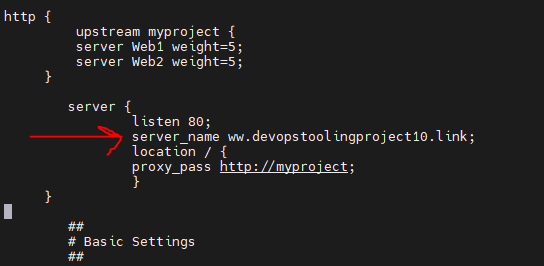 http {
upstream myproject {
server Web1 weight=5;
server Web2 weight=5;
}
server {
listen 80;
server_name ww.devopstoolingproject10.link;
location / {
proxy_pass http://myproject;
}
}
##
# Basic Settings
##